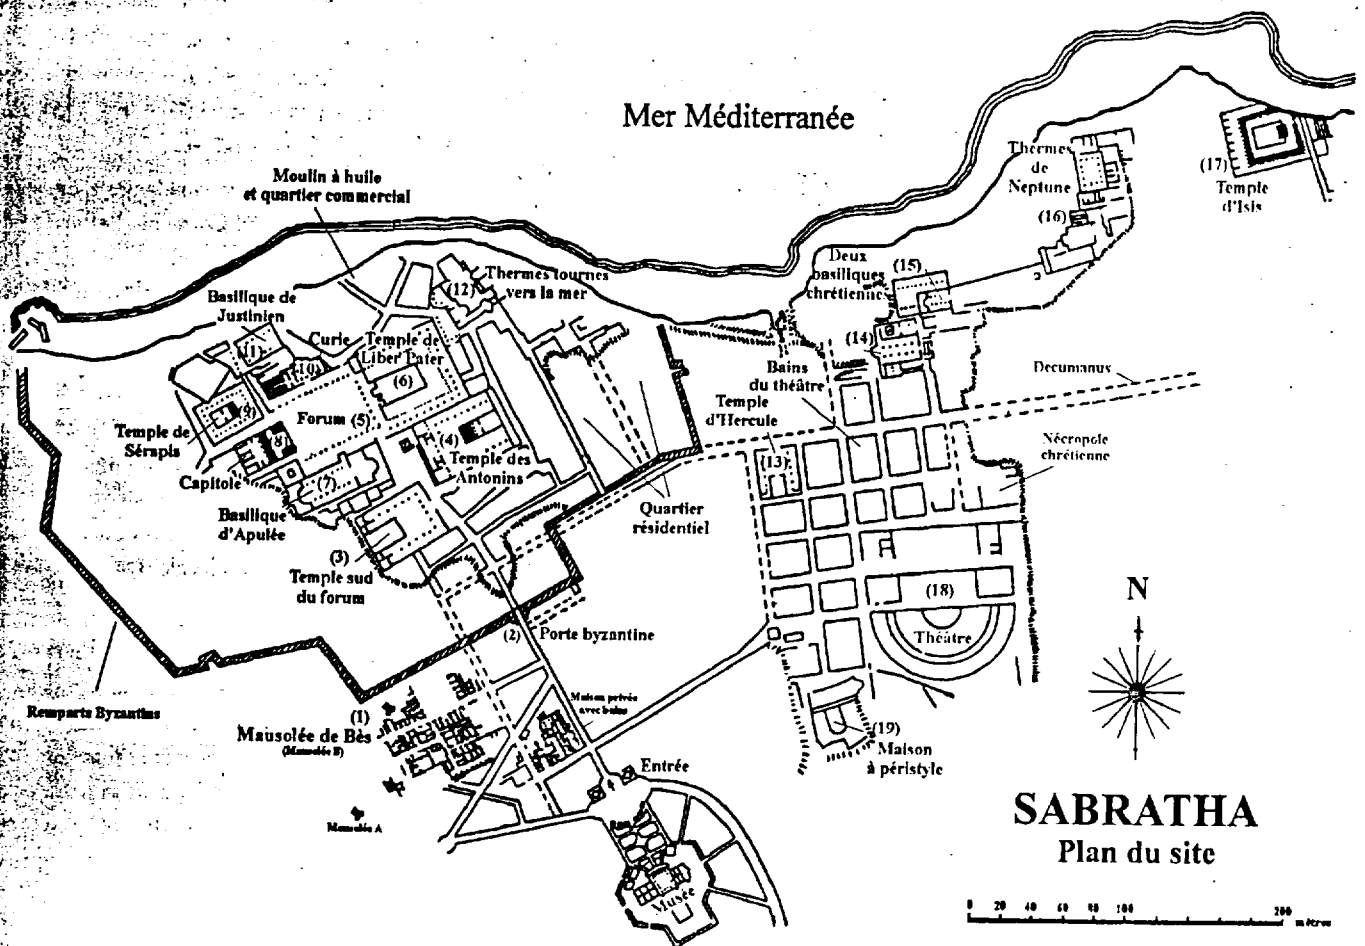 Mer Méditerranée
Moulin à huile
et quartier commercial
Thermes
de
Neptune
(16)
(17)
Temple
d'Isis
Deux
basiliques
chrétienne
(15)
(14)
Thermes tournes
vers la mer
(12)
Basilique de
Justinien
Curie
Temple de
Liber Pater
(11)
(10)
(6)
(9)
Forum (5)
Temple de
Sérapis
(8)
(4)
Temple des
Antonins
Capitole
(7)
Basilique
d'Apulée
(3)
Temple sud
du forum
Quartier
résidentiel
Bains
du théâtre
Temple
d'Hercule
(13)
Decumanus
Nécropole
chrétienne
(18)
Théâtre
(2)
Porte byzantine
Remparts Byzantins
(1)
Mausolée de Bès
(Mausolée B)
Maison privée
avec bains
Mausolée A
Entrée
Musée
(19)
Maison
à péristyle
N
SABRATHA
Plan du site
0 20 40 60 80 100 200 mètres